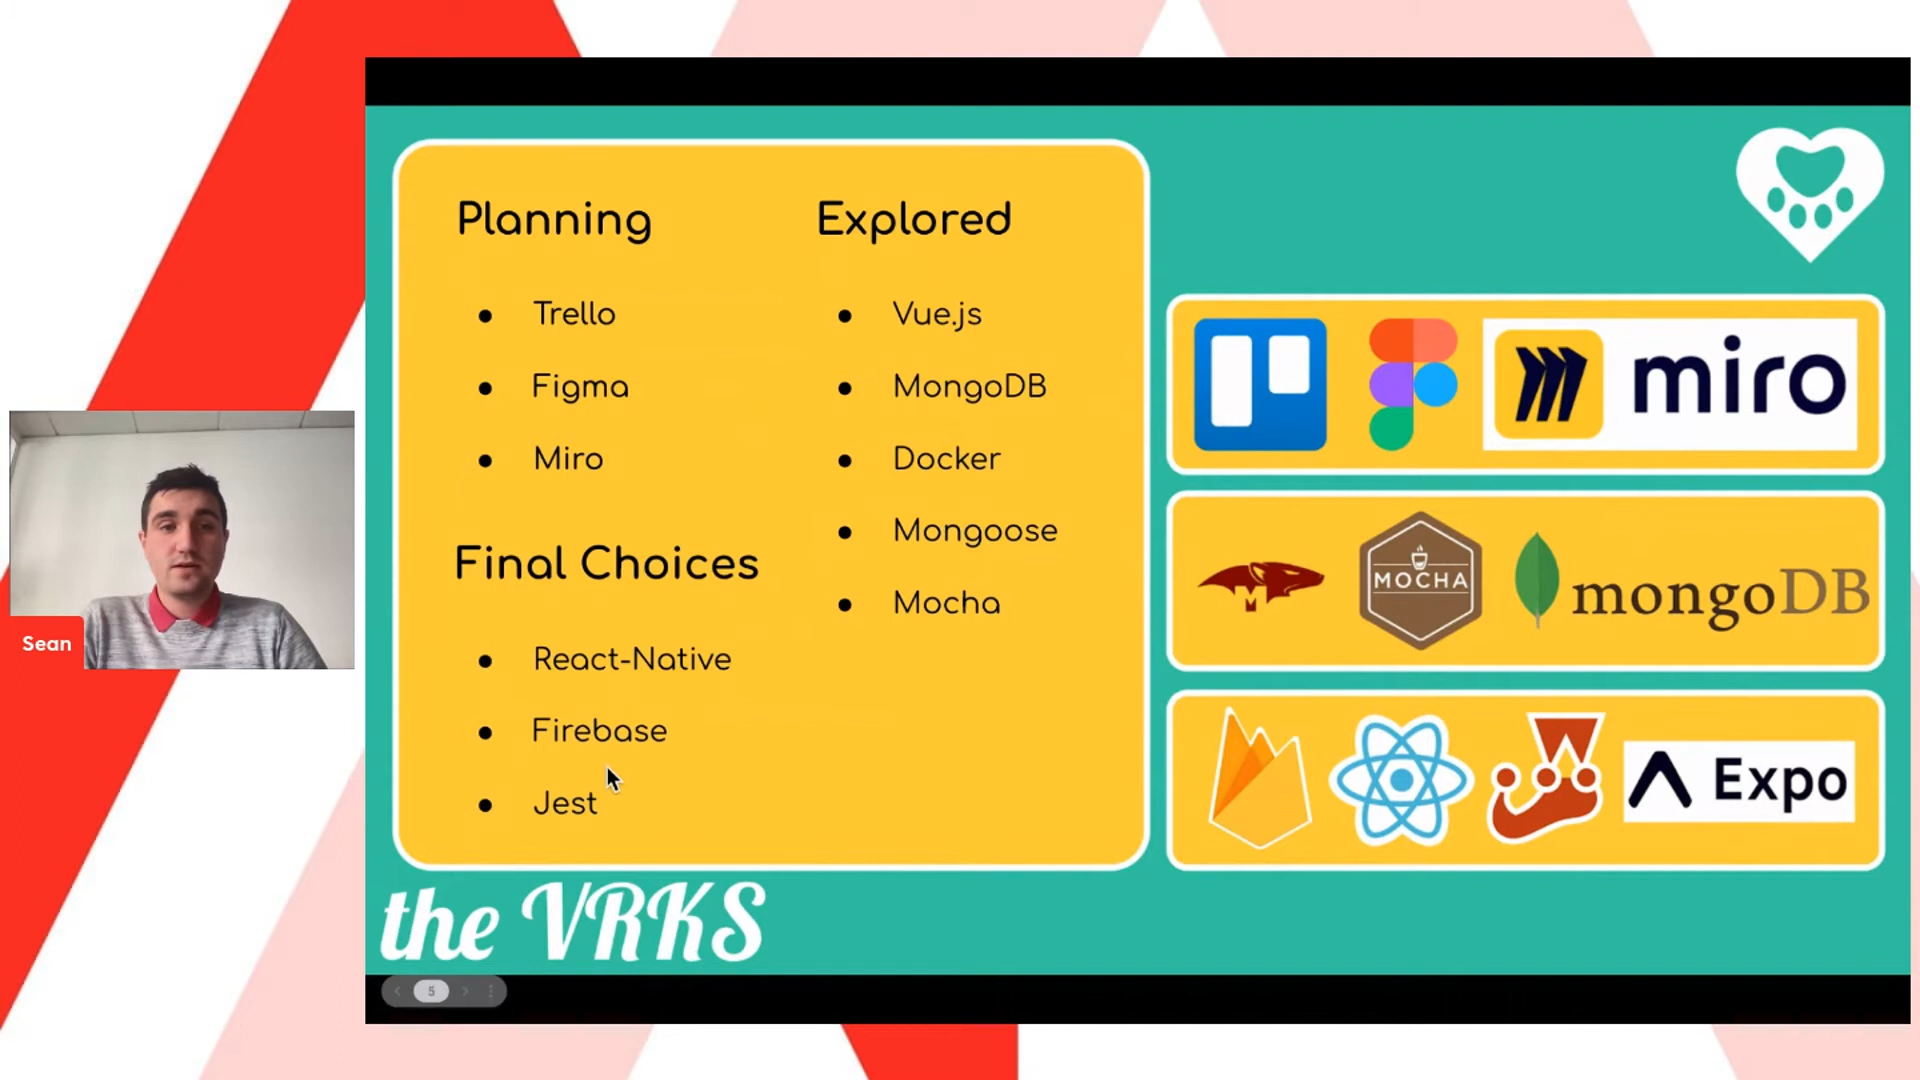 Planning
Trello
Figma
Miro
Final Choices
React-Native
Firebase
Jest
Explored
Vue.js
MongoDB
Docker
Mongoose
Mocha
miro
M
MOCHA
mongoDB
Expo
the VRKS
5
Sean